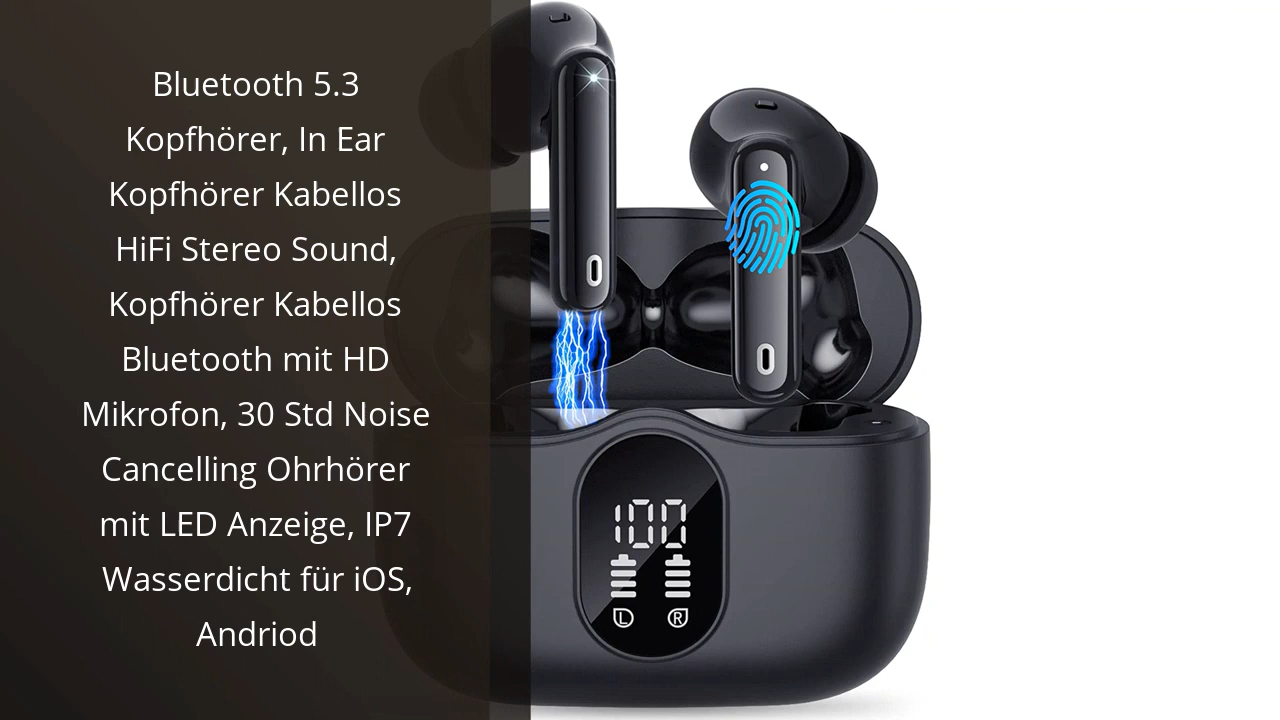 Bluetooth 5.3
Kopfhörer, In Ear
Kopfhörer Kabellos
HiFi Stereo Sound,
Kopfhörer Kabellos
Bluetooth mit HD
Mikrofon, 30 Std Noise
Cancelling Ohrhörer
mit LED Anzeige, IP7
Wasserdicht für iOS,
Andriod
100
L R